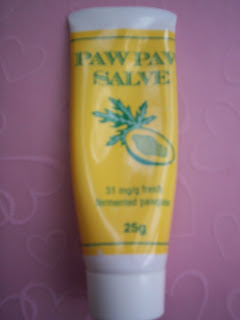 PAW PAW
SALVE
31 mg/g fresh
fermented pawpaw
25g